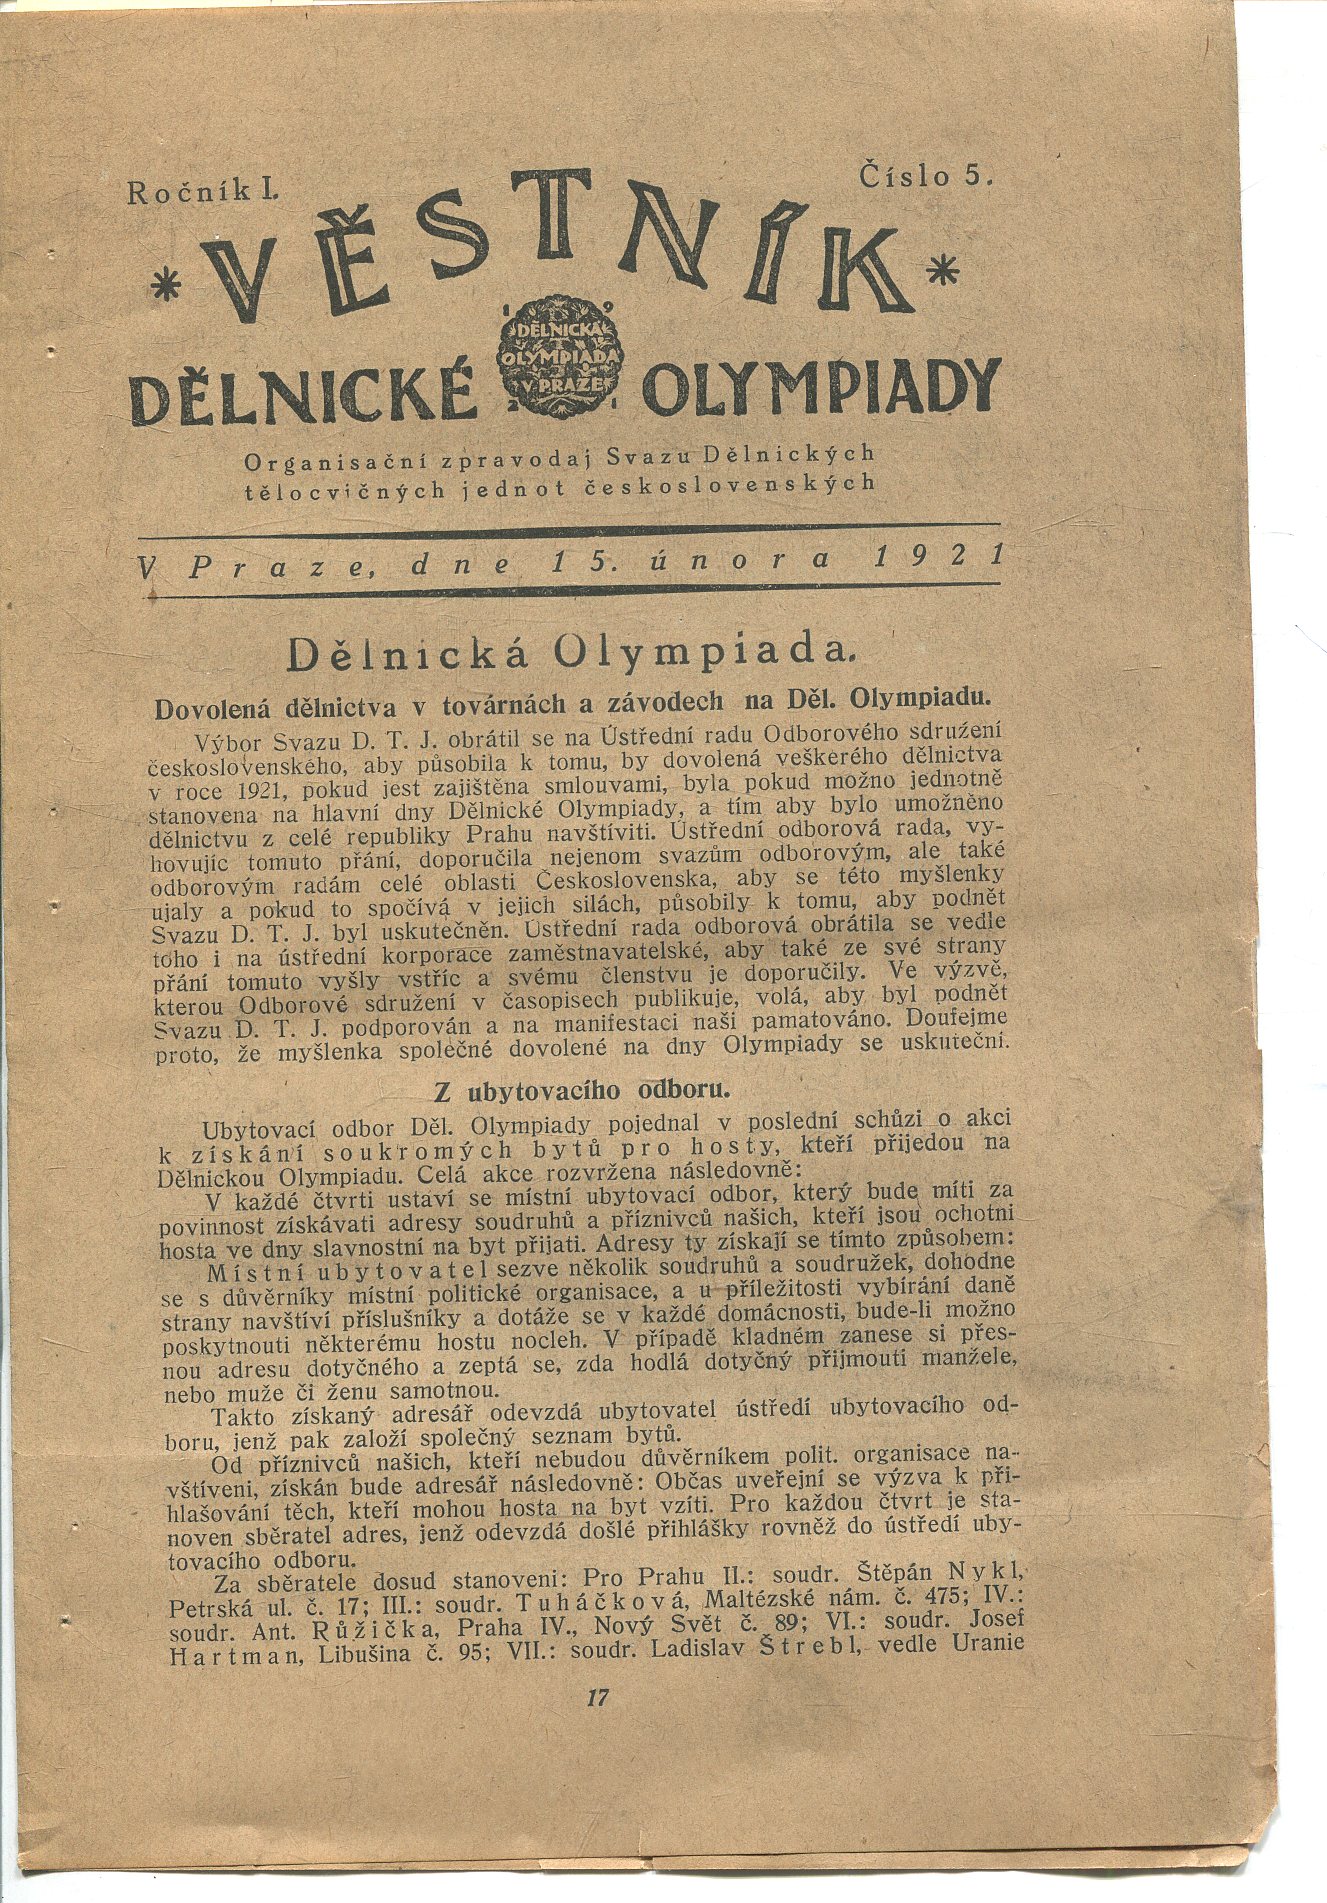 Ročník I.
Číslo 5.
* VĚSTNÍK *
1 9
DĚLNICKÁ
OLYMPIADA
V PRAZE
2 1
DĚLNICKÉ OLYMPIADY
Organisační zpravodaj Svazu Dělnických
tělocvičných jednot československých
V Praze, dne 15. února 1921
Dělnická Olympiada.
Dovolená dělnictva v továrnách a závodech na Děl. Olympiadu.
Výbor Svazu D. T. J. obrátil se na Ústřední radu Odborového sdružení
československého, aby působila k tomu, by dovolená veškerého dělnictva
v roce 1921, pokud jest zajištěna smlouvami, byla pokud možno jednotně
stanovena na hlavní dny Dělnické Olympiady, a tím aby bylo umožněno
dělnictvu z celé republiky Prahu navštíviti. Ústřední odborová rada, vy-
hovujíc tomuto přání, doporučila nejenom svazům odborovým, ale také
odborovým radám celé oblasti Československa, aby se této myšlenky
ujaly a pokud to spočívá v jejich silách, působily k tomu, aby podnět
Svazu D. T. J. byl uskutečněn. Ústřední rada odborová obrátila se vedle
toho i na ústřední korporace zaměstnavatelské, aby také ze své strany
přání tomuto vyšly vstříc a svému členstvu je doporučily. Ve výzvě,
kterou Odborové sdružení v časopisech publikuje, volá, aby byl podnět
Svazu D. T. J. podporován a na manifestaci naši pamatováno. Doufejme
proto, že myšlenka společné dovolené na dny Olympiady se uskuteční.
Z ubytovacího odboru.
Ubytovací odbor Děl. Olympiady pojednal v poslední schůzi o akci
k získání soukromých bytů pro hosty, kteří přijedou na
Dělnickou Olympiadu. Celá akce rozvržena následovně:
V každé čtvrti ustaví se místní ubytovací odbor, který bude míti za
povinnost získávati adresy soudruhů a příznivců našich, kteří jsou ochotni
hosta ve dny slavnostní na byt přijati. Adresy ty získají se tímto způsobem:
Místní ubytovatel sezve několik soudruhů a soudružek, dohodne
se s důvěrníky místní politické organisace, a u příležitosti vybírání daně
strany navštíví příslušníky a dotáže se v každé domácnosti, bude-li možno
poskytnouti některému hostu nocleh. V případě kladném zanese si přes-
nou adresu dotyčného a zeptá se, zda hodlá dotyčný přijmouti manžele,
nebo muže či ženu samotnou.
Takto získaný adresář odevzdá ubytovatel ústředí ubytovacího od-
boru, jenž pak založí společný seznam bytů.
Od příznivců našich, kteří nebudou důvěrníkem polit. organisace na-
vštíveni, získán bude adresář následovně: Občas uveřejní se výzva k při-
hlašování těch, kteří mohou hosta na byt vzíti. Pro každou čtvrt je sta-
noven sběratel adres, jenž odevzdá došlé přihlášky rovněž do ústředí uby-
tovacího odboru.
Za sběratele dosud stanoveni: Pro Prahu II.: soudr. Štěpán Nykl,
Petrská ul. č. 17; III.: soudr. Tuháčková, Maltézské nám. č. 475; IV.:
soudr. Ant. Růžička, Praha IV., Nový Svět č. 89; VI.: soudr. Josef
Hartman, Libušina č. 95; VII.: soudr. Ladislav Štrebl, vedle Uranie
17